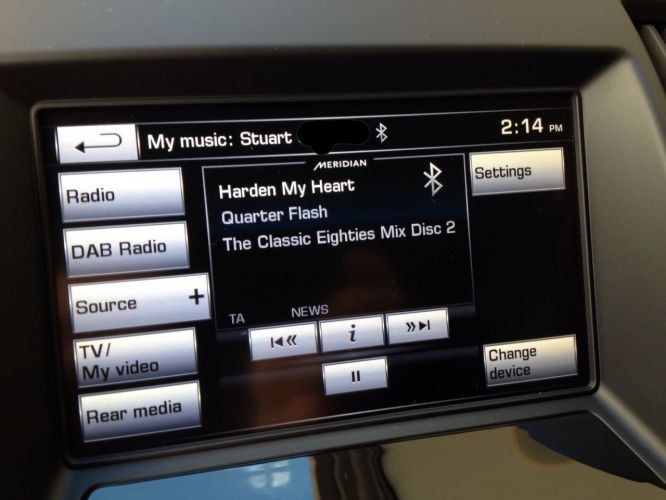 My music: Stuart
2:14 PM
MERIDIAN
Radio
DAB Radio
Source +
TV/
My video
Rear media
Harden My Heart
Quarter Flash
The Classic Eighties Mix Disc 2
TA NEWS
i
Settings
Change
device